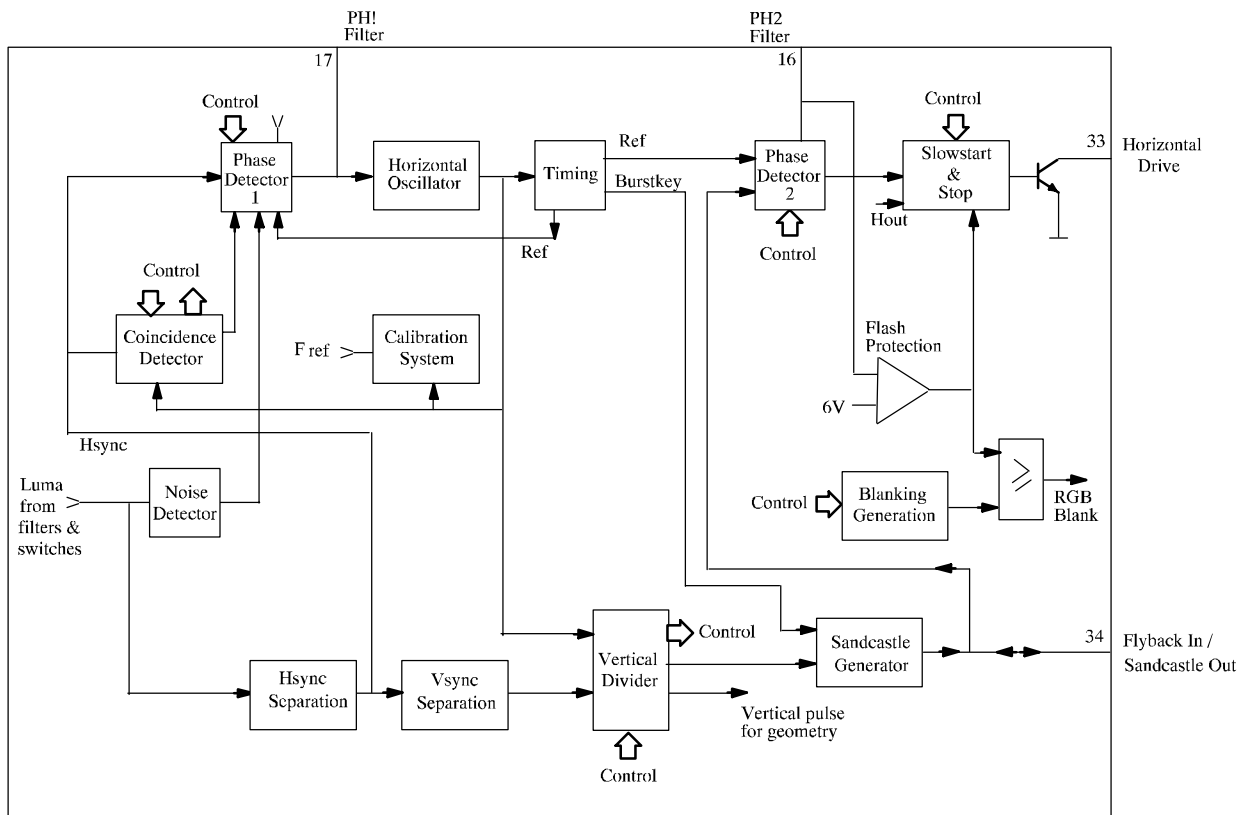 PH! Filter
PH2 Filter
17
16
Control
Control
Phase Detector 1
Horizontal Oscillator
Timing
Ref
Burstkey
Ref
Phase Detector 2
Control
Slowstart & Stop
Hout
33
Horizontal Drive
Control
Coincidence Detector
F ref
Calibration System
Flash Protection
6V
Hsync
Luma from filters & switches
Noise Detector
Control
Blanking Generation
>
RGB Blank
Hsync Separation
Vsync Separation
Vertical Divider
Control
Control
Vertical pulse for geometry
Sandcastle Generator
34
Flyback In / Sandcastle Out